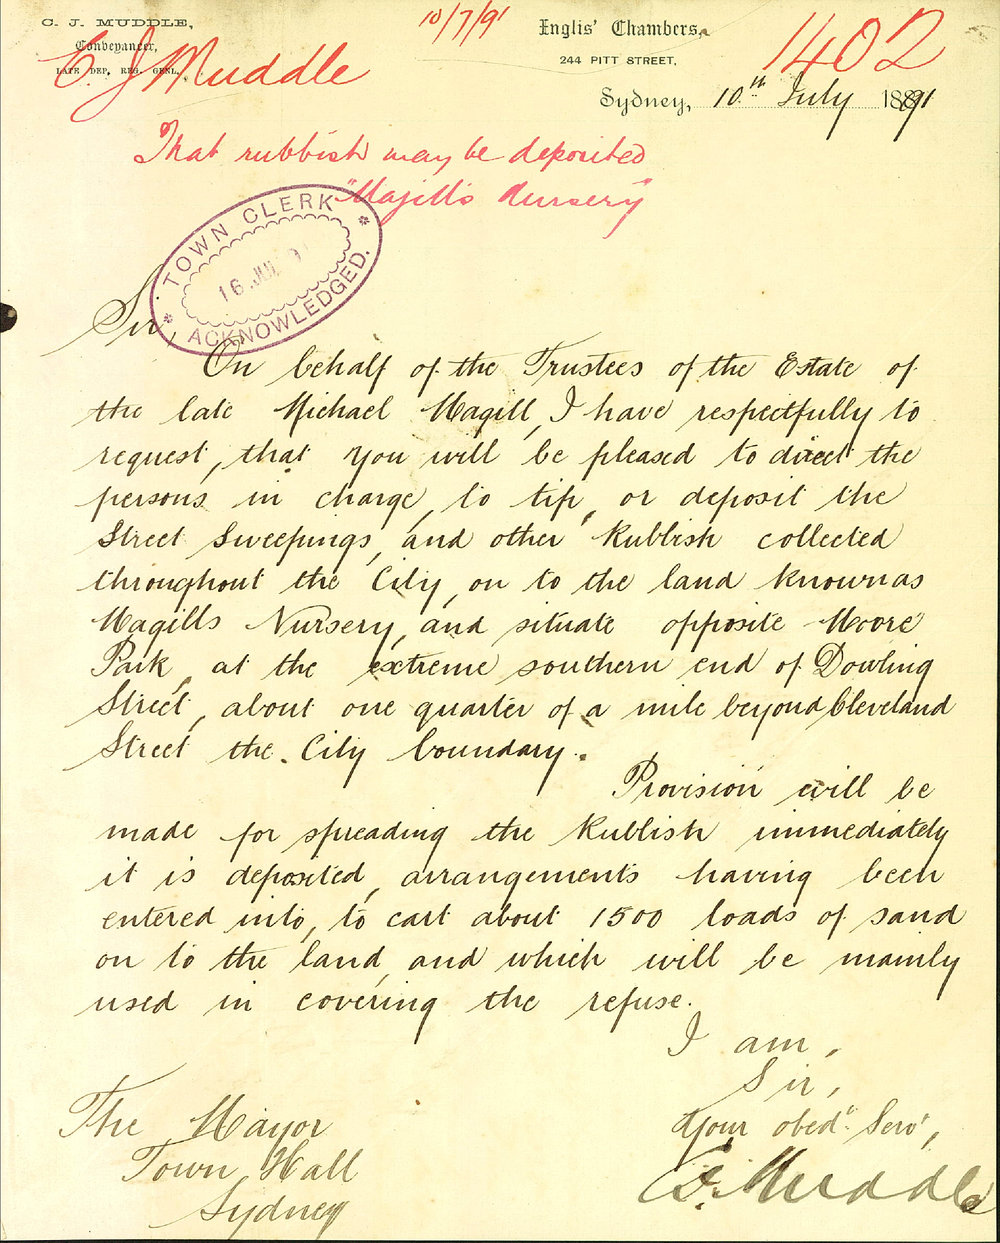 C. J. MUDDLE,
Conveyancer,
LATE DEP. REG. GENL.
10/7/91
Inglis' Chambers,
244 PITT STREET,
1402
C. J Muddle
Sydney, 10th July 1891
That rubbish may be deposited
"Magill's Nursery"
TOWN CLERK
16 JUL 91
ACKNOWLEDGED.
Sir,
On behalf of the Trustees of the Estate of
the late Michael Magill, I have respectfully to
request, that you will be pleased to direct the
persons in charge, to tip, or deposit the
Street Sweepings, and other Rubbish collected
throughout the City, on to the land known as
Magills Nursery, and situate opposite Moore
Park, at the extreme southern end of Dowling
Street, about one quarter of a mile beyond Cleveland
Street the City boundary.
Provision will be
made for spreading the Rubbish immediately
it is deposited, arrangements having been
entered into, to cart about 1500 loads of sand
on to the land, and which will be mainly
used in covering the refuse.
I am,
Sir,
Your obedt Servt,
C. J. Muddle
The Mayor
Town Hall
Sydney